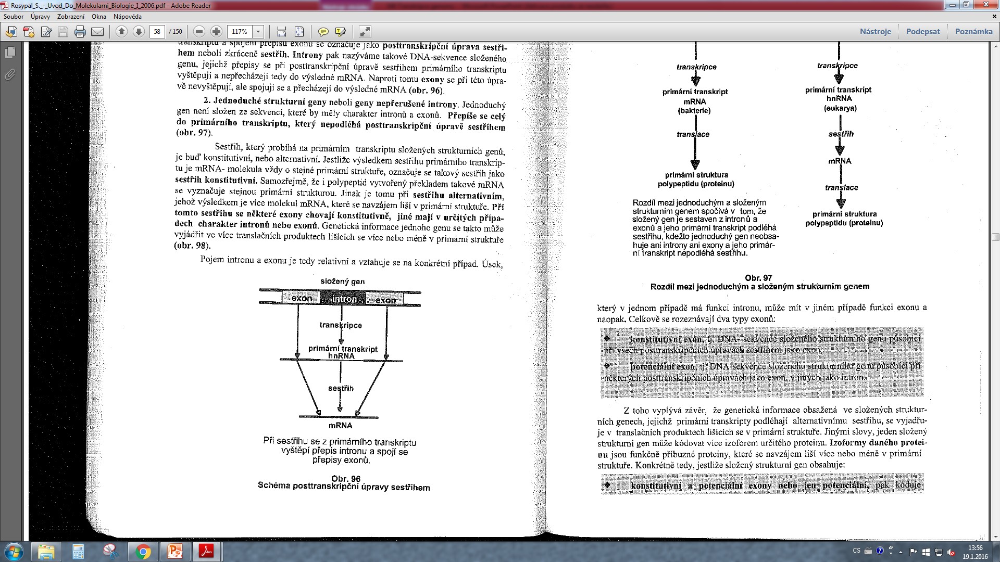 Rosypal_S._-_Uvod_Do_Molekularni_Biologie_I_2006.pdf - Adobe Reader
Soubor Úpravy Zobrazení Okna Nápověda
58 / 150 117% Nástroje Podepsat Poznámka
transkriptu a spojení přepisů exonů se označuje jako posttranskripční úprava sestři-
hem neboli zkráceně sestřih. Introny pak nazýváme takové DNA-sekvence složeného
genu, jejichž přepisy se při posttranskripční úpravě sestřihem primárního transkriptu
vyštěpují a nepřecházejí tedy do výsledné mRNA. Naproti tomu exony se při této úpra-
vě nevyštěpují, ale spojují se a přecházejí do výsledné mRNA (obr. 96).
2. Jednoduché strukturní geny neboli geny nepřerušené introny. Jednoduchý
gen není složen ze sekvencí, které by měly charakter intronů a exonů. Přepíše se celý
do primárního transkriptu, který nepodléhá posttranskripční úpravě sestřihem
(obr. 97).
Sestřih, který probíhá na primárním transkriptu složených strukturních genů,
je buď konstitutivní, nebo alternativní. Jestliže výsledkem sestřihu primárního transkrip-
tu je mRNA- molekula vždy o stejné primární struktuře, označuje se takový sestřih jako
sestřih konstitutivní. Samozřejmě, že i polypeptid vytvořený překladem takové mRNA
se vyznačuje stejnou primární strukturou. Jinak je tomu při sestřihu alternativním,
jehož výsledkem je více molekul mRNA, které se navzájem liší v primární struktuře. Při
tomto sestřihu se některé exony chovají konstitutivně, jiné mají v určitých přípa-
dech charakter intronů nebo exonů. Genetická informace jednoho genu se takto může
vyjádřit ve více translačních produktech lišících se více nebo méně v primární struktuře
(obr. 98).
Pojem intronu a exonu je tedy relativní a vztahuje se na konkrétní případ. Úsek,
složený gen
exon intron exon
transkripce
primární transkript
hnRNA
sestřih
mRNA
Při sestřihu se z primárního transkriptu
vyštěpí přepis intronu a spojí se
přepisy exonů.
Obr. 96
Schéma posttranskripční úpravy sestřihem
transkripce
primární transkript
mRNA
(bakterie)
translace
primární struktura
polypeptidu (proteinu)
transkripce
primární transkript
hnRNA
(eukarya)
sestřih
mRNA
translace
primární struktura
polypeptidu (proteinu)
Rozdíl mezi jednoduchým a složeným
strukturním genem spočívá v tom, že
složený gen je sestaven z intronů a
exonů a jeho primární transkript podléhá
sestřihu, kdežto jednoduchý gen neobsa-
huje ani introny ani exony a jeho primár-
ní transkript nepodléhá sestřihu.
Obr. 97
Rozdíl mezi jednoduchým a složeným strukturním genem
který v jednom případě má funkci intronu, může mít v jiném případě funkci exonu a
naopak. Celkově se rozeznávají dva typy exonů:
❖ konstitutivní exon, tj. DNA- sekvence složeného strukturního genu působící
při všech posttranskripčních úpravách sestřihem jako exon,
❖ potenciální exon, tj. DNA-sekvence složeného strukturního genu působící při
některých posttranskripčních úpravách jako exon, v jiných jako intron.
Z toho vyplývá závěr, že genetická informace obsažená ve složených struktur-
ních genech, jejichž primární transkripty podléhají alternativnímu sestřihu, se vyjadřu-
je v translačních produktech lišících se v primární struktuře. Jinými slovy, jeden složený
strukturní gen může kódovat více izoforem určitého proteinu. Izoformy daného protei-
nu jsou funkčně příbuzné proteiny, které se navzájem liší více nebo méně v primární
struktuře. Konkrétně tedy, jestliže složený strukturní gen obsahuje:
❖ konstitutivní a potenciální exony nebo jen potenciální, pak kóduje
CS 13:56
19.1.2016